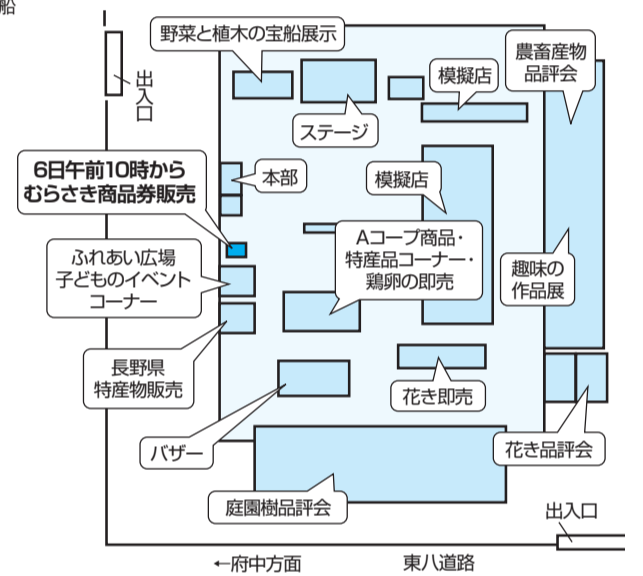 船
野菜と植木の宝船展示
農畜産物
品評会
模擬店
出入口
ステージ
6日午前10時から
むらさき商品券販売
本部
模擬店
Aコープ商品・
特産品コーナー・
鶏卵の即売
ふれあい広場
子どものイベント
コーナー
趣味の
作品展
長野県
特産物販売
花き即売
バザー
花き品評会
庭園樹品評会
出入口
←府中方面
東八道路